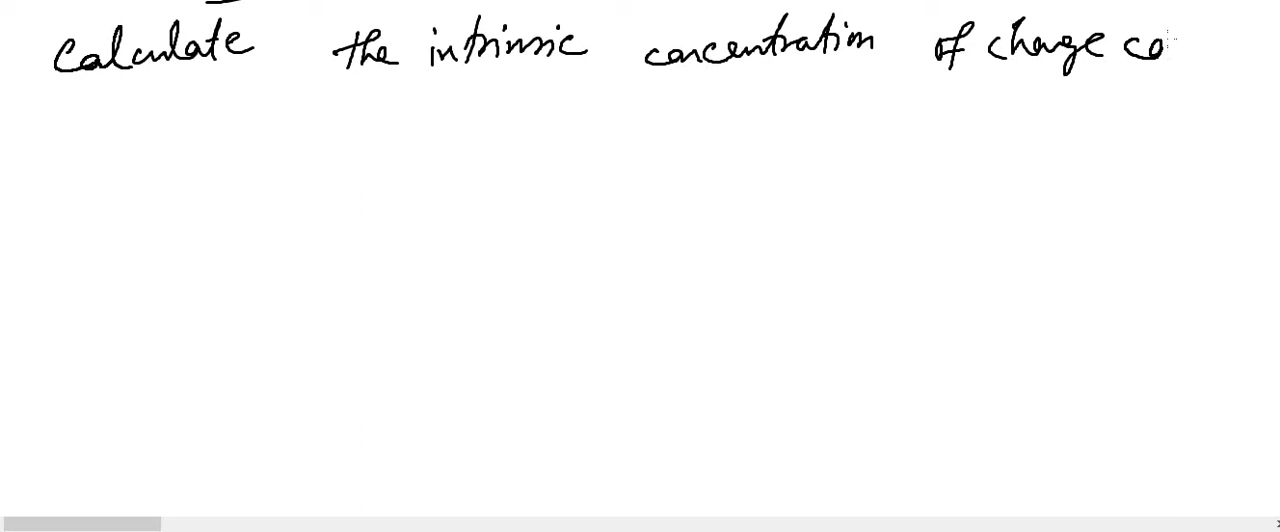 Calculate the intrinsic concentration of charge co